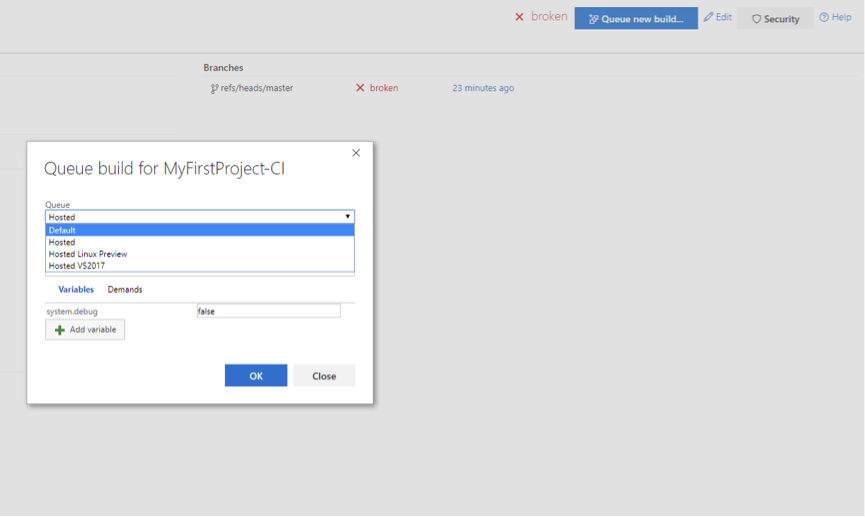 broken Queue new build... Edit Security Help
Branches
refs/heads/master broken 23 minutes ago
Queue build for MyFirstProject-CI
Queue
Hosted
Default
Hosted
Hosted Linux Preview
Hosted VS2017
Variables Demands
system.debug false
Add variable
OK Close